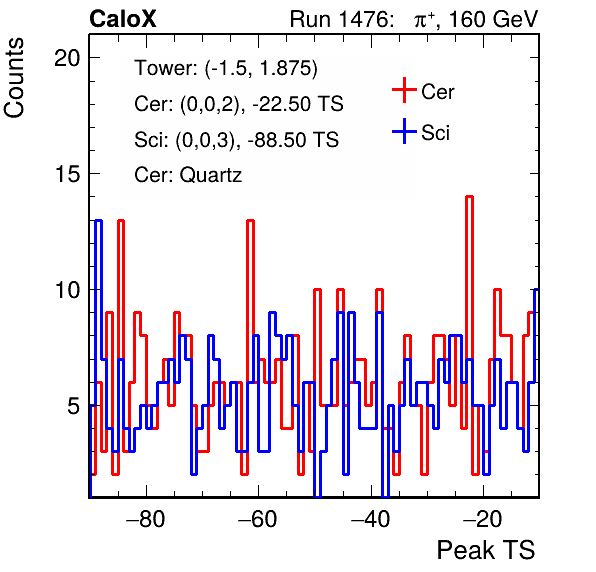 CaloX Run 1476: π⁺, 160 GeV
Counts
20
15
10
5
Tower: (-1.5, 1.875)
Cer: (0,0,2), -22.50 TS
Sci: (0,0,3), -88.50 TS
Cer: Quartz
Cer
Sci
−80 −60 −40 −20
Peak TS